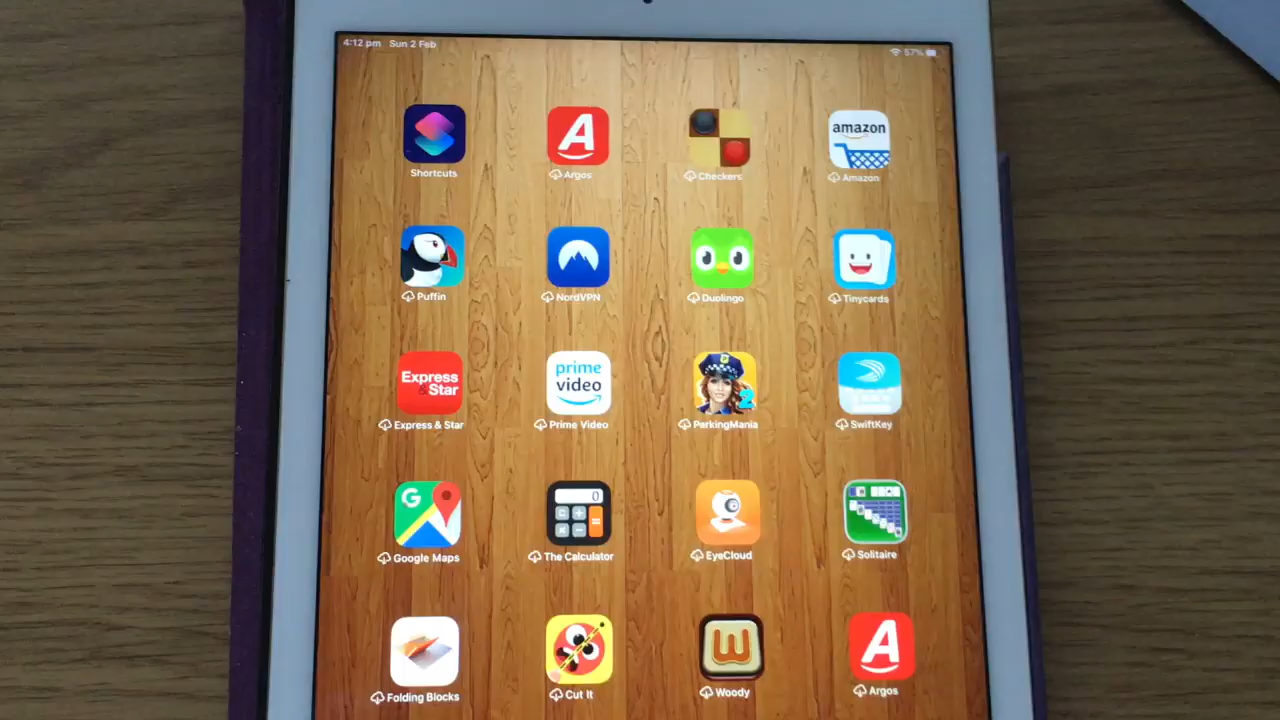 4:12 pm Sun 2 Feb
57%
Shortcuts
A
Argos
Checkers
amazon
Amazon
Puffin
NordVPN
Duolingo
Tinycards
Express
& Star
Express & Star
prime
video
Prime Video
2
ParkingMania
SwiftKey
G
Google Maps
0
C +
=
The Calculator
EyeCloud
Solitaire
Folding Blocks
Cut It
W
Woody
A
Argos